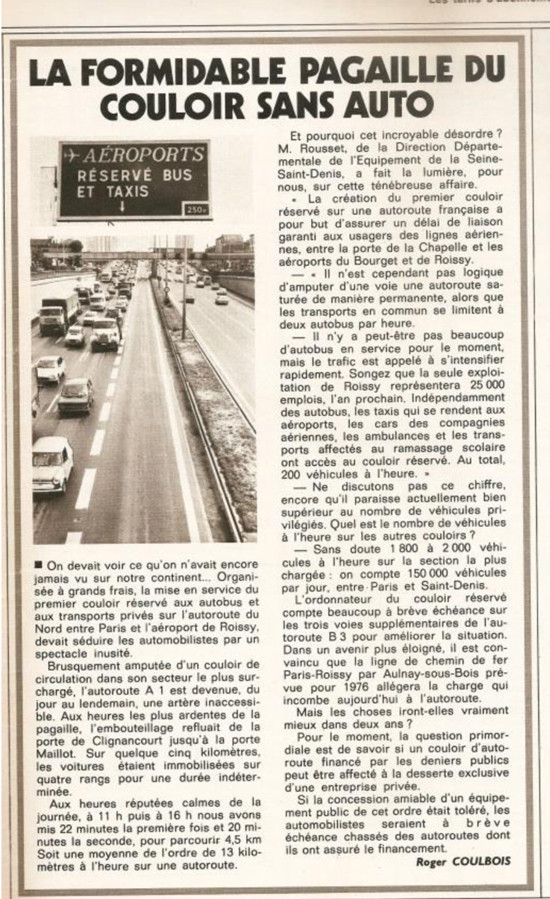 LA FORMIDABLE PAGAILLE DU
COULOIR SANS AUTO
AÉROPORTS
RÉSERVÉ BUS
ET TAXIS
250m
■ On devait voir ce qu'on n'avait encore
jamais vu sur notre continent... Organi-
sée à grands frais, la mise en service du
premier couloir réservé aux autobus et
aux transports privés sur l'autoroute du
Nord entre Paris et l'aéroport de Roissy,
devait séduire les automobilistes par un
spectacle inusité.
Brusquement amputée d'un couloir de
circulation dans son secteur le plus sur-
chargé, l'autoroute A 1 est devenue, du
jour au lendemain, une artère inaccessi-
ble. Aux heures les plus ardentes de la
pagaille, l'embouteillage refluait de la
porte de Clignancourt jusqu'à la porte
Maillot. Sur quelque cinq kilomètres,
les voitures étaient immobilisées sur
quatre rangs pour une durée indéter-
minée.
Aux heures réputées calmes de la
journée, à 11 h puis à 16 h nous avons
mis 22 minutes la première fois et 20 mi-
nutes la seconde, pour parcourir 4,5 km
Soit une moyenne de l'ordre de 13 kilo-
mètres à l'heure sur une autoroute.
Et pourquoi cet incroyable désordre ?
M. Rousset, de la Direction Départe-
mentale de l'Equipement de la Seine-
Saint-Denis, a fait la lumière, pour
nous, sur cette ténébreuse affaire.
« La création du premier couloir
réservé sur une autoroute française a
pour but d'assurer un délai de liaison
garanti aux usagers des lignes aérien-
nes, entre la porte de la Chapelle et les
aéroports du Bourget et de Roissy.
— « Il n'est cependant pas logique
d'amputer d'une voie une autoroute sa-
turée de manière permanente, alors que
les transports en commun se limitent à
deux autobus par heure.
— Il n'y a peut-être pas beaucoup
d'autobus en service pour le moment,
mais le trafic est appelé à s'intensifier
rapidement. Songez que la seule exploi-
tation de Roissy représentera 25 000
emplois, l'an prochain. Indépendamment
des autobus, les taxis qui se rendent aux
aéroports, les cars des compagnies
aériennes, les ambulances et les trans-
ports affectés au ramassage scolaire
ont accès au couloir réservé. Au total,
200 véhicules à l'heure. »
— Ne discutons pas ce chiffre,
encore qu'il paraisse actuellement bien
supérieur au nombre de véhicules pri-
vilégiés. Quel est le nombre de véhicules
à l'heure sur les autres couloirs ?
— Sans doute 1 800 à 2 000 véhi-
cules à l'heure sur la section la plus
chargée : on compte 150 000 véhicules
par jour, entre Paris et Saint-Denis.
L'ordonnateur du couloir réservé
compte beaucoup à brève échéance sur
les trois voies supplémentaires de l'au-
toroute B 3 pour améliorer la situation.
Dans un avenir plus éloigné, il est con-
vaincu que la ligne de chemin de fer
Paris-Roissy par Aulnay-sous-Bois pré-
vue pour 1976 allégera la charge qui
incombe aujourd'hui à l'autoroute.
Mais les choses iront-elles vraiment
mieux dans deux ans ?
Pour le moment, la question primor-
diale est de savoir si un couloir d'auto-
route financé par les deniers publics
peut être affecté à la desserte exclusive
d'une entreprise privée.
Si la concession amiable d'un équipe-
ment public de cet ordre était toléré, les
automobilistes seraient à brève
échéance chassés des autoroutes dont
ils ont assuré le financement.
Roger COULBOIS